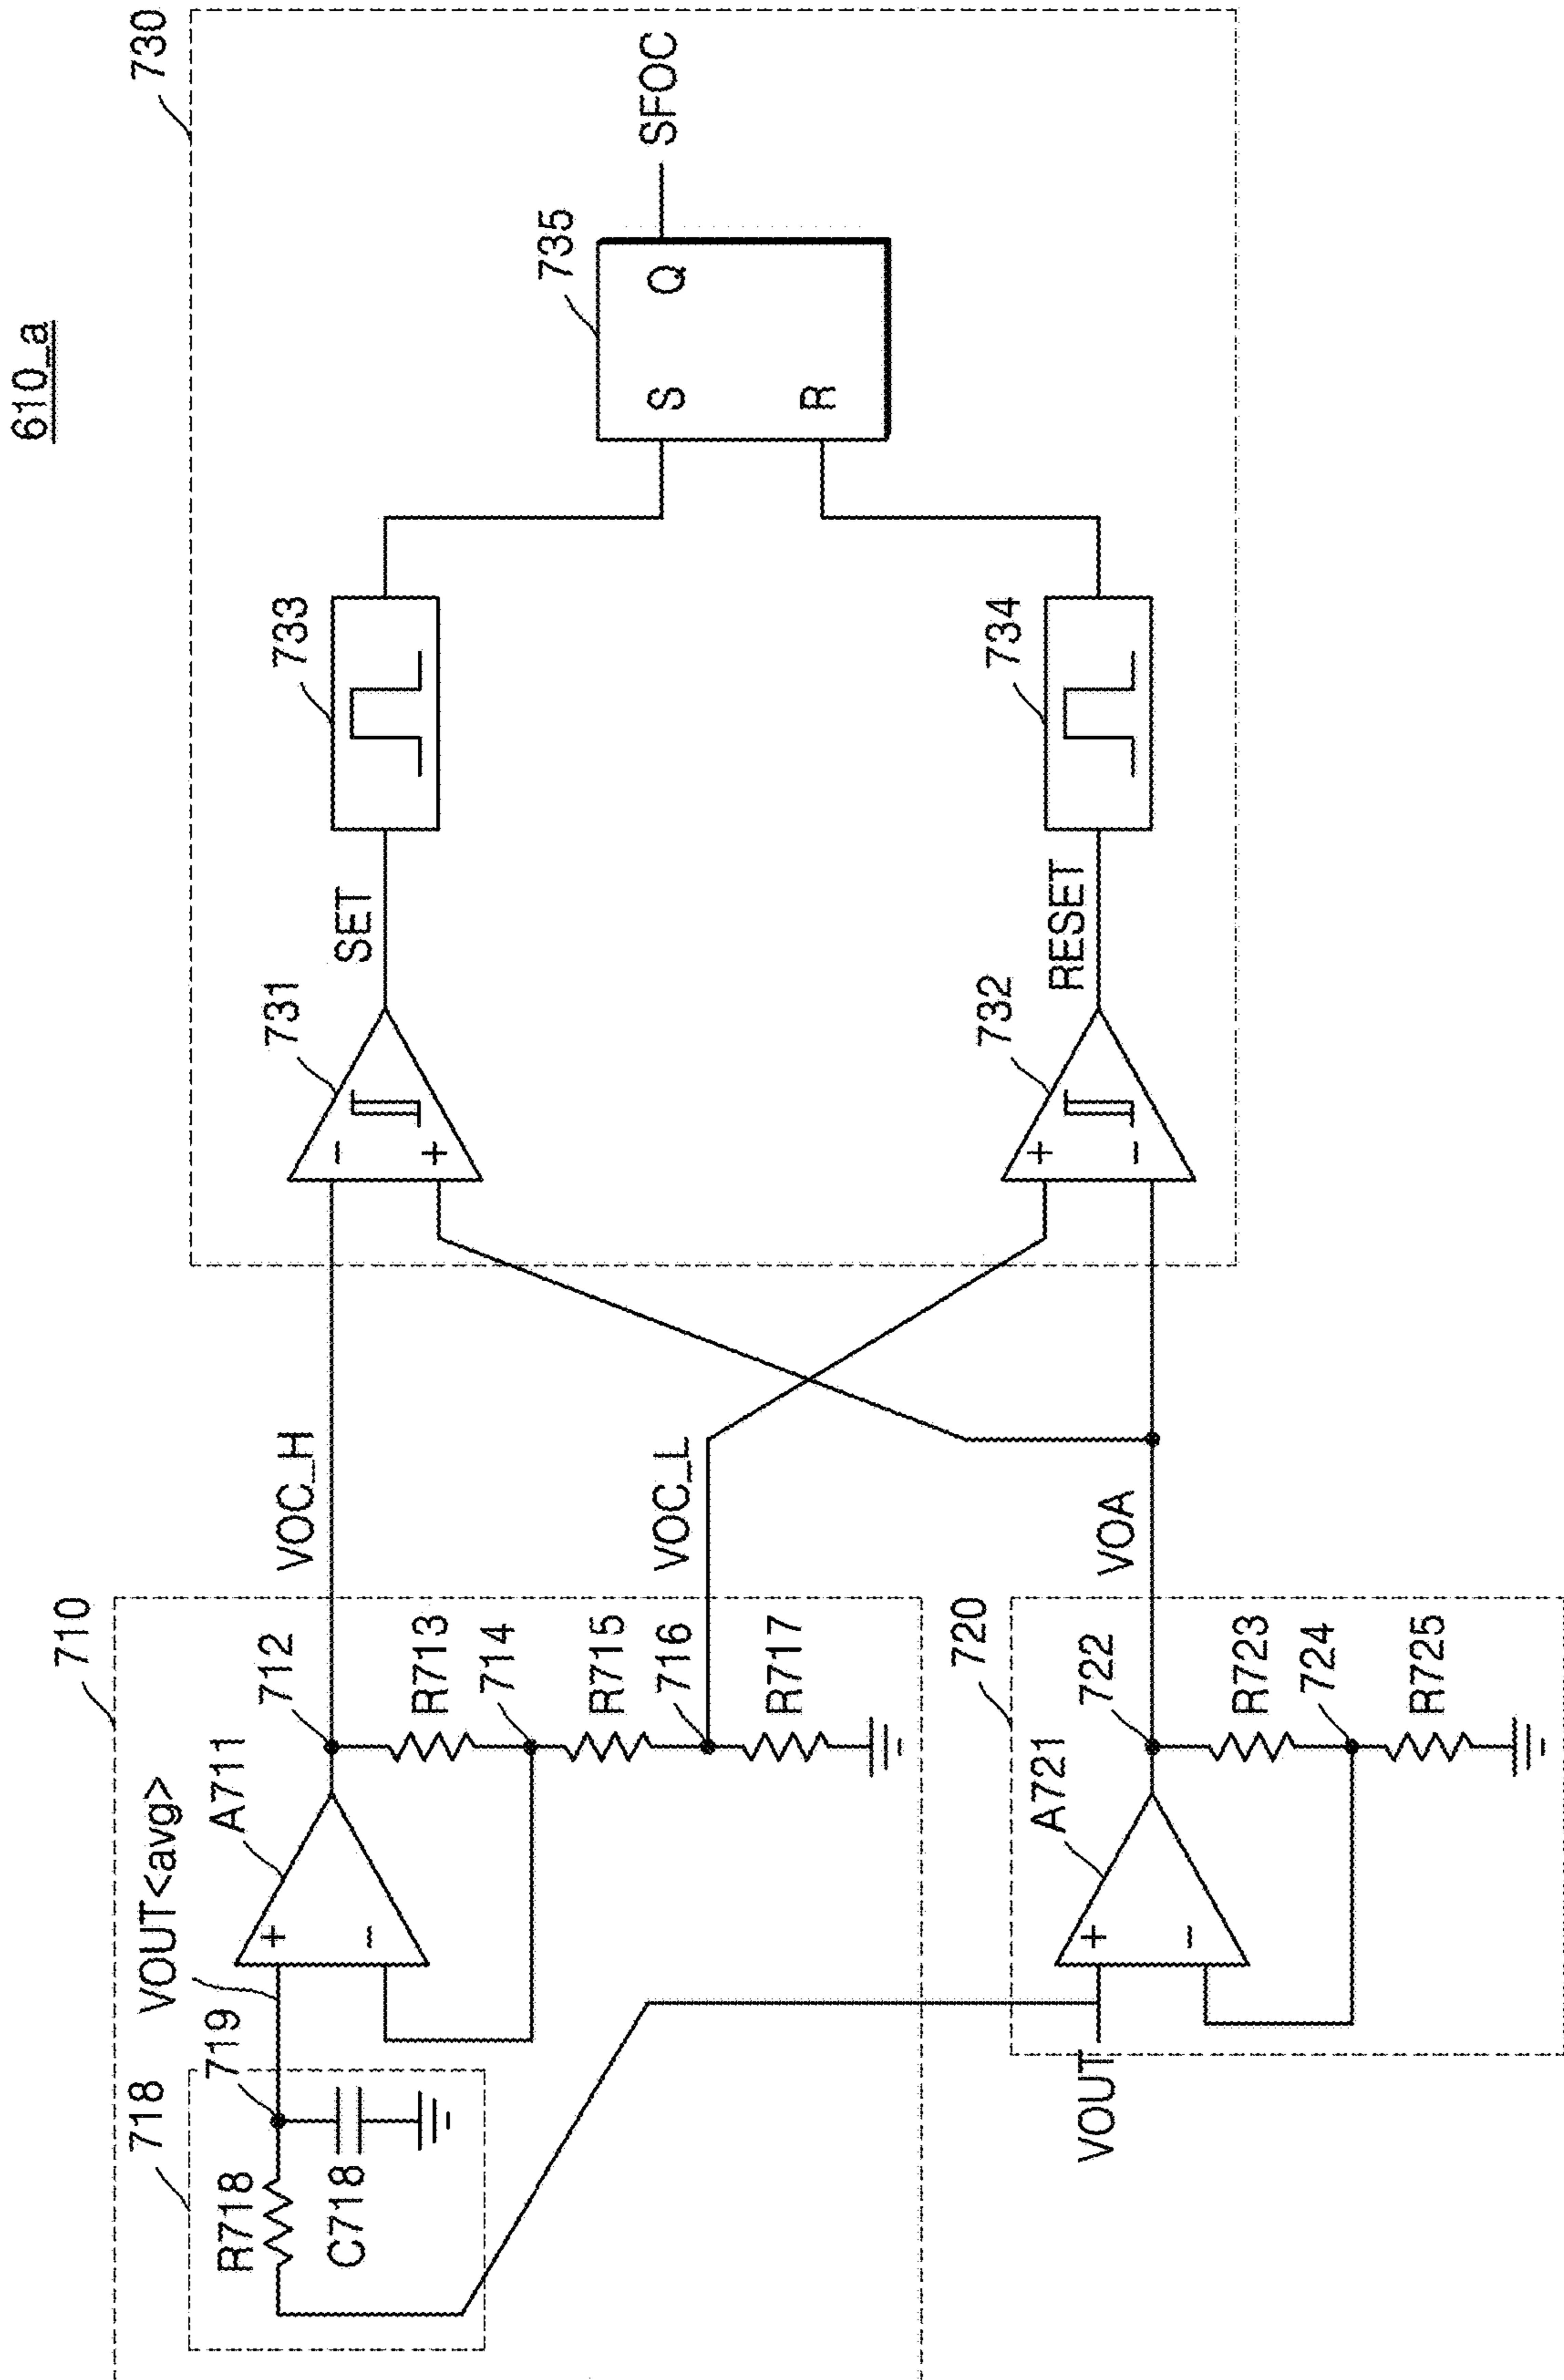 610_a
730
710
718
R718
C718
719
VOUT<avg>
A711
+
-
712
R713
714
R715
716
R717
VOC_H
VOC_L
731
-
+
SET
733
735
S
Q
R
SFOC
720
VOUT
A721
+
-
722
R723
724
R725
VOA
732
+
-
RESET
734